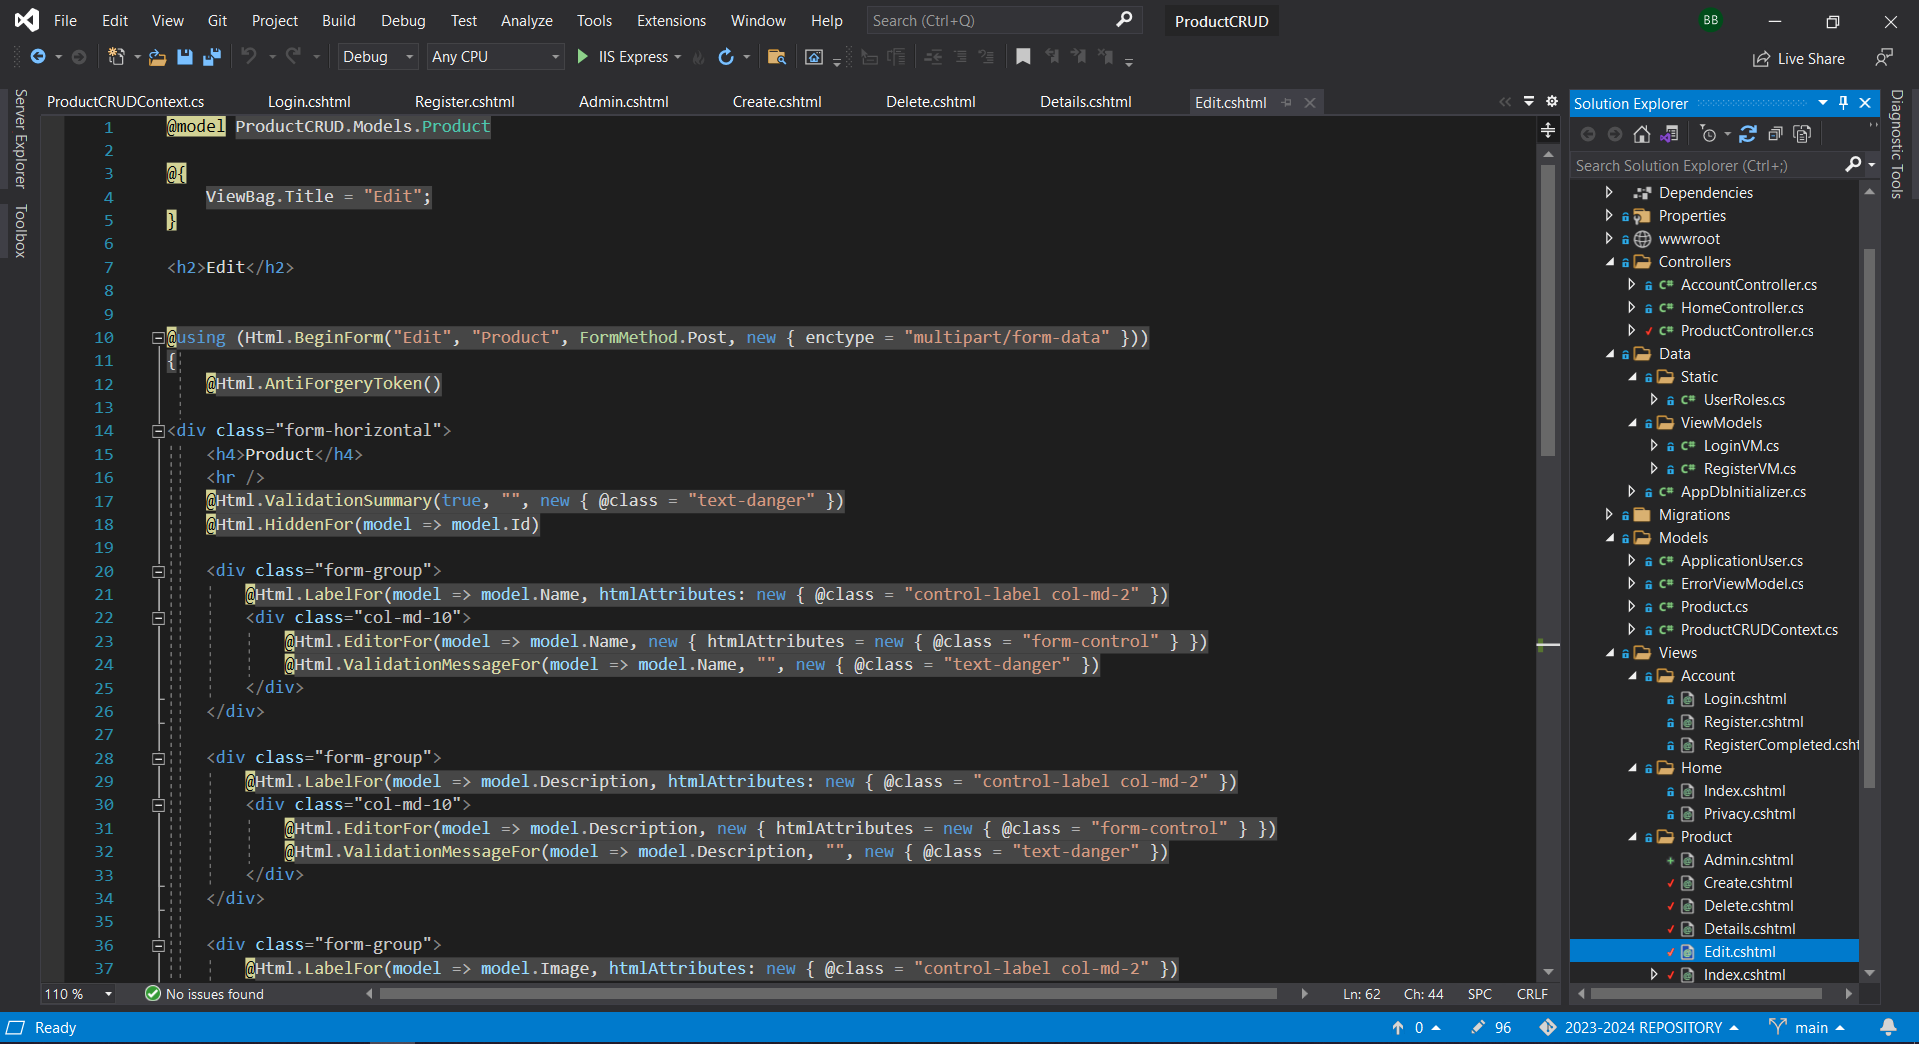 File Edit View Git Project Build Debug Test Analyze Tools Extensions Window Help Search (Ctrl+Q) ProductCRUD BB
Debug Any CPU IIS Express Live Share
Server Explorer
Toolbox
ProductCRUDContext.cs Login.cshtml Register.cshtml Admin.cshtml Create.cshtml Delete.cshtml Details.cshtml Edit.cshtml
1 @model ProductCRUD.Models.Product
2
3 @{
4 ViewBag.Title = "Edit";
5 }
6
7 <h2>Edit</h2>
8
9
10 @using (Html.BeginForm("Edit", "Product", FormMethod.Post, new { enctype = "multipart/form-data" }))
11 {
12 @Html.AntiForgeryToken()
13
14 <div class="form-horizontal">
15 <h4>Product</h4>
16 <hr />
17 @Html.ValidationSummary(true, "", new { @class = "text-danger" })
18 @Html.HiddenFor(model => model.Id)
19
20 <div class="form-group">
21 @Html.LabelFor(model => model.Name, htmlAttributes: new { @class = "control-label col-md-2" })
22 <div class="col-md-10">
23 @Html.EditorFor(model => model.Name, new { htmlAttributes = new { @class = "form-control" } })
24 @Html.ValidationMessageFor(model => model.Name, "", new { @class = "text-danger" })
25 </div>
26 </div>
27
28 <div class="form-group">
29 @Html.LabelFor(model => model.Description, htmlAttributes: new { @class = "control-label col-md-2" })
30 <div class="col-md-10">
31 @Html.EditorFor(model => model.Description, new { htmlAttributes = new { @class = "form-control" } })
32 @Html.ValidationMessageFor(model => model.Description, "", new { @class = "text-danger" })
33 </div>
34 </div>
35
36 <div class="form-group">
37 @Html.LabelFor(model => model.Image, htmlAttributes: new { @class = "control-label col-md-2" })
110 % No issues found Ln: 62 Ch: 44 SPC CRLF
Solution Explorer
Search Solution Explorer (Ctrl+;)
Dependencies
Properties
wwwroot
Controllers
C# AccountController.cs
C# HomeController.cs
C# ProductController.cs
Data
Static
C# UserRoles.cs
ViewModels
C# LoginVM.cs
C# RegisterVM.cs
C# AppDbInitializer.cs
Migrations
Models
C# ApplicationUser.cs
C# ErrorViewModel.cs
C# Product.cs
C# ProductCRUDContext.cs
Views
Account
Login.cshtml
Register.cshtml
RegisterCompleted.csht
Home
Index.cshtml
Privacy.cshtml
Product
Admin.cshtml
Create.cshtml
Delete.cshtml
Details.cshtml
Edit.cshtml
Index.cshtml
Diagnostic Tools
Ready 0 96 2023-2024 REPOSITORY main